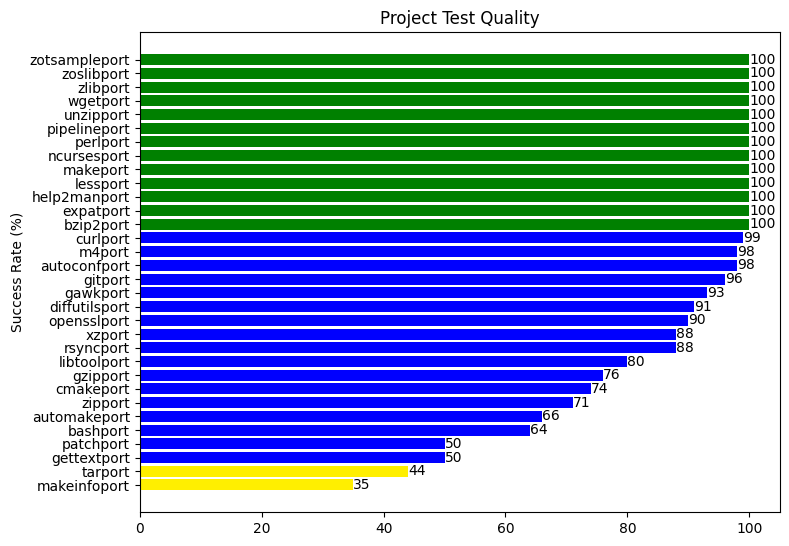 Project Test Quality
Success Rate (%)
zotsampleport 100
zoslibport 100
zlibport 100
wgetport 100
unzipport 100
pipelineport 100
perlport 100
ncursesport 100
makeport 100
lessport 100
help2manport 100
expatport 100
bzip2port 100
curlport 99
m4port 98
autoconfport 98
gitport 96
gawkport 93
diffutilsport 91
opensslport 90
xzport 88
rsyncport 88
libtoolport 80
gzipport 76
cmakeport 74
zipport 71
automakeport 66
bashport 64
patchport 50
gettextport 50
tarport 44
makeinfoport 35
0 20 40 60 80 100